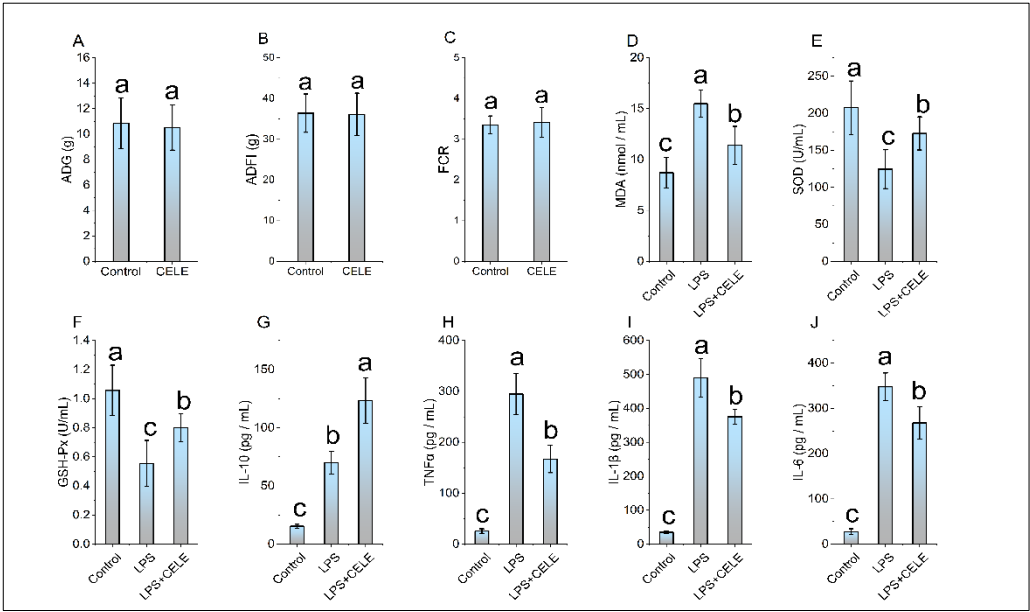 A
16
14
12
10
8
6
4
2
0
ADG (g)
a
a
Control
CELE
B
50
40
30
20
10
0
ADFI (g)
a
a
Control
CELE
C
5
4
3
2
1
0
FCR
a
a
Control
CELE
D
20
15
10
5
0
MDA (nmol / mL)
c
a
b
Control
LPS
LPS+CELE
E
250
200
150
100
50
0
SOD (U/mL)
a
c
b
Control
LPS
LPS+CELE
F
1.4
1.2
1.0
0.8
0.6
0.4
0.2
0.0
GSH-Px (U/mL)
a
c
b
Control
LPS
LPS+CELE
G
150
100
50
0
IL-10 (pg / mL)
c
b
a
Control
LPS
LPS+CELE
H
400
300
200
100
0
TNFα (pg / mL)
c
a
b
Control
LPS
LPS+CELE
I
600
500
400
300
200
100
0
IL-1β (pg / mL)
c
a
b
Control
LPS
LPS+CELE
J
400
300
200
100
0
IL-6 (pg / mL)
c
a
b
Control
LPS
LPS+CELE